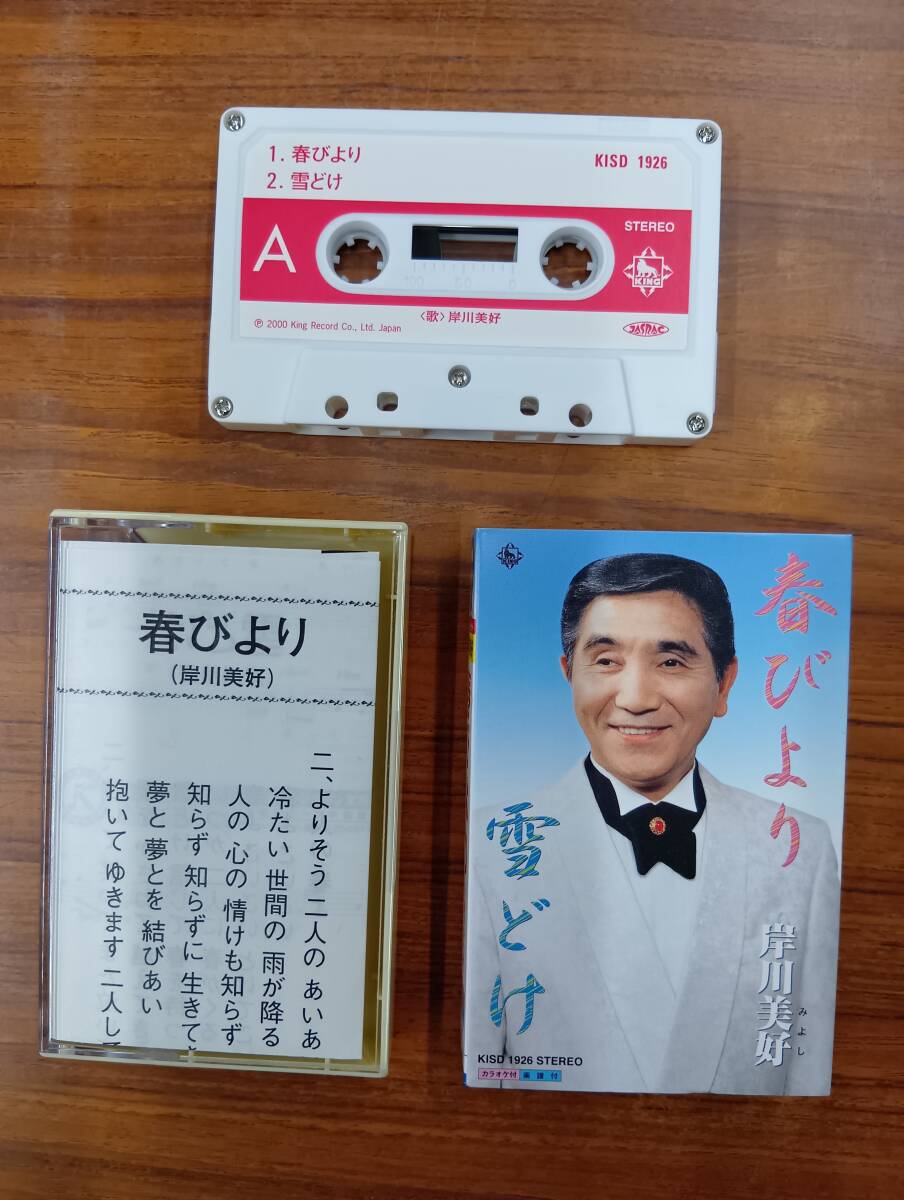 1. 春びより
2. 雪どけ
KISD 1926
STEREO
A
KING
〈歌〉岸川美好
Ⓟ 2000 King Record Co., Ltd. Japan
JASRAC
100 50 0
春びより
(岸川美好)
二、よりそう 二人の あいあ
冷たい 世間の 雨が降る
人の 心の 情けも知らず
知らず 知らずに 生きて
夢と 夢とを 結びあい
抱いて ゆきます 二人し
KING
春びより
雪どけ
岸川美好
みよし
KISD 1926 STEREO
カラオケ付 楽譜付